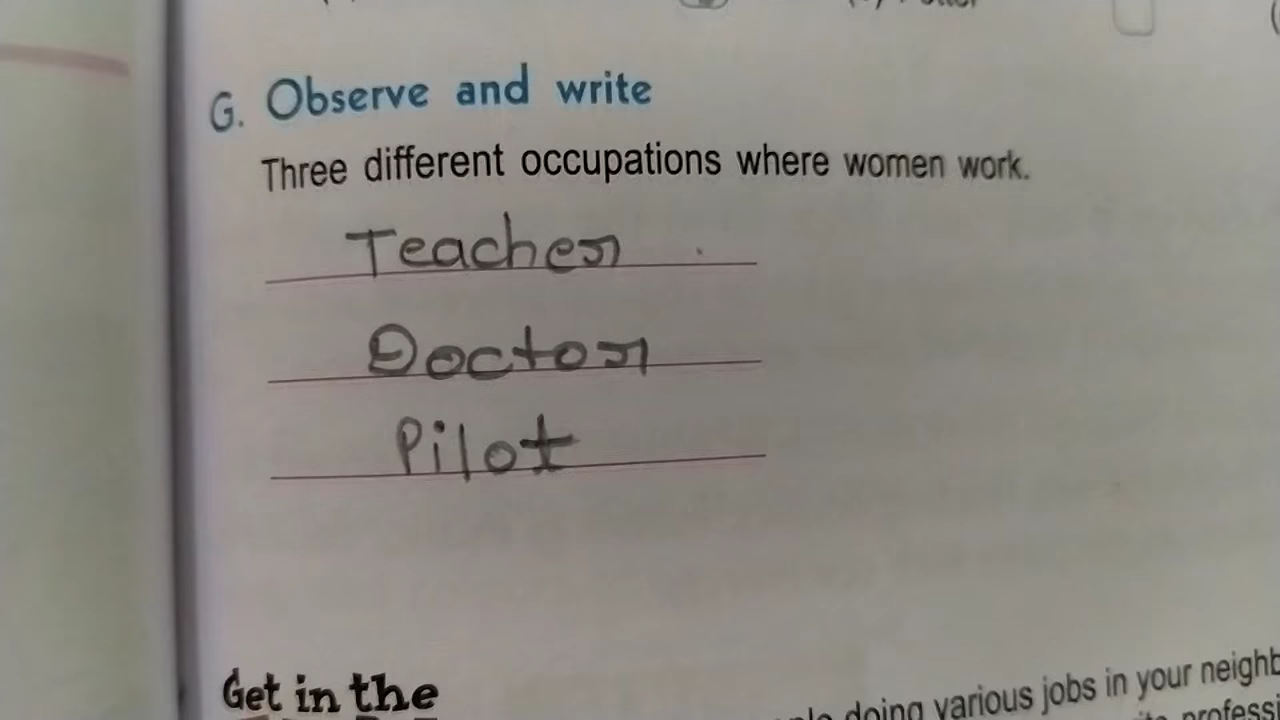 G. Observe and write
Three different occupations where women work.
Teacher
Doctor
Pilot
Get in the
doing various jobs in your